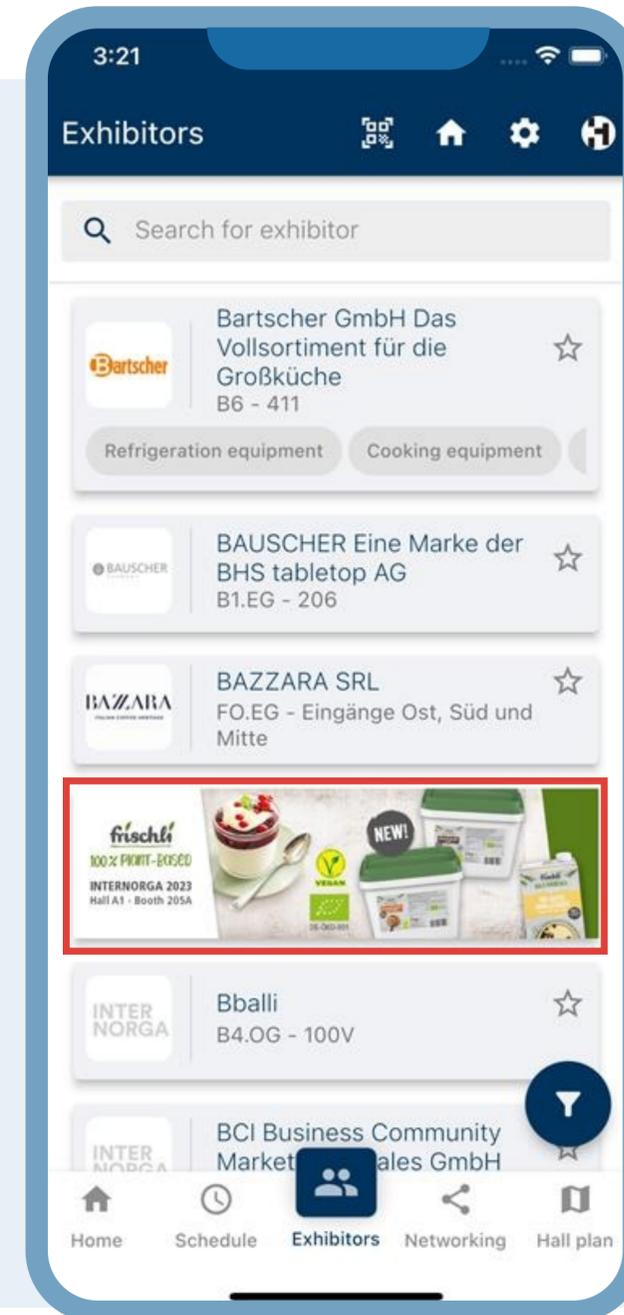 3:21
Exhibitors
Search for exhibitor
Bartscher GmbH Das
Vollsortiment für die
Großküche
B6 - 411
Bartscher
Refrigeration equipment
Cooking equipment
BAUSCHER Eine Marke der
BHS tabletop AG
B1.EG - 206
BAUSCHER
BAZZARA SRL
FO.EG - Eingänge Ost, Süd und
Mitte
BAZZARA
frischli
100% PLANT-BASED
INTERNORGA 2023
Hall A1 - Booth 205A
VEGAN
DE-ÖKO-001
NEW!
Bballi
B4.OG - 100V
INTER
NORGA
BCI Business Community
Market ales GmbH
INTER
NORGA
Home
Schedule
Exhibitors
Networking
Hall plan